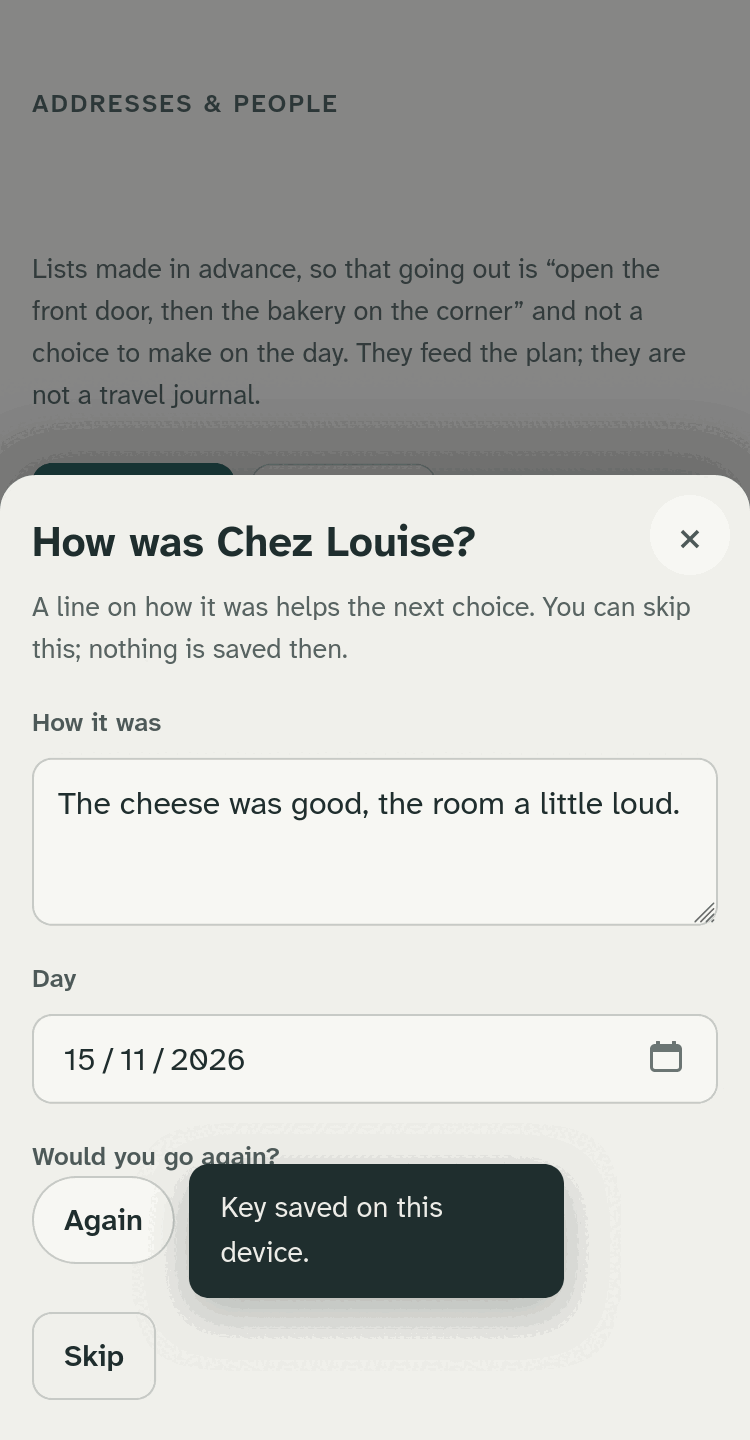 ADDRESSES & PEOPLE
Lists made in advance, so that going out is “open the
front door, then the bakery on the corner” and not a
choice to make on the day. They feed the plan; they are
not a travel journal.
How was Chez Louise?
×
A line on how it was helps the next choice. You can skip
this; nothing is saved then.
How it was
The cheese was good, the room a little loud.
Day
15/11/2026
Would you go again?
Again
Key saved on this
device.
Skip